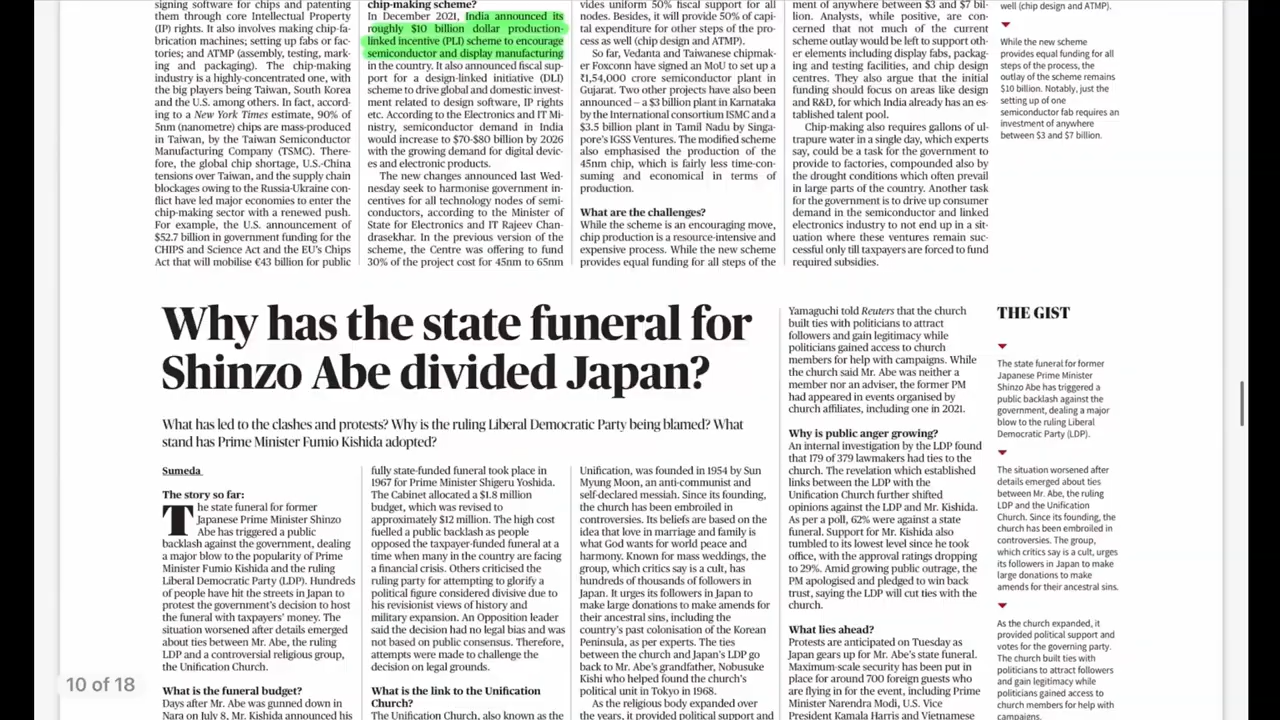 signing software for chips and patenting
them through core Intellectual Property
(IP) rights. It also involves making chip-fa-
brication machines; setting up fabs or fac-
tories; and ATMP (assembly, testing, mark-
ing and packaging). The chip-making
industry is a highly-concentrated one, with
the big players being Taiwan, South Korea
and the U.S. among others. In fact, accord-
ing to a New York Times estimate, 90% of
5nm (nanometre) chips are mass-produced
in Taiwan, by the Taiwan Semiconductor
Manufacturing Company (TSMC). There-
fore, the global chip shortage, U.S.-China
tensions over Taiwan, and the supply chain
blockages owing to the Russia-Ukraine con-
flict have led major economies to enter the
chip-making sector with a renewed push.
For example, the U.S. announcement of
$52.7 billion in government funding for the
CHIPS and Science Act and the EU's Chips
Act that will mobilise €43 billion for public
chip-making scheme?
In December 2021, India announced its
roughly $10 billion dollar production-
linked incentive (PLI) scheme to encourage
semiconductor and display manufacturing
in the country. It also announced fiscal sup-
port for a design-linked initiative (DLI)
scheme to drive global and domestic invest-
ment related to design software, IP rights
etc. According to the Electronics and IT Mi-
nistry, semiconductor demand in India
would increase to $70-$80 billion by 2026
with the growing demand for digital devic-
es and electronic products.
The new changes announced last Wed-
nesday seek to harmonise government in-
centives for all technology nodes of semi-
conductors, according to the Minister of
State for Electronics and IT Rajeev Chan-
drasekhar. In the previous version of the
scheme, the Centre was offering to fund
30% of the project cost for 45nm to 65nm
vides uniform 50% fiscal support for all
nodes. Besides, it will provide 50% of capi-
tal expenditure for other steps of the pro-
cess as well (chip design and ATMP).
So far, Vedanta and Taiwanese chipmak-
er Foxconn have signed an MoU to set up a
₹1,54,000 crore semiconductor plant in
Gujarat. Two other projects have also been
announced – a $3 billion plant in Karnataka
by the International consortium ISMC and a
$3.5 billion plant in Tamil Nadu by Singa-
pore's IGSS Ventures. The modified scheme
also emphasised the production of the
45nm chip, which is fairly less time-con-
suming and economical in terms of
production.
What are the challenges?
While the scheme is an encouraging move,
chip production is a resource-intensive and
expensive process. While the new scheme
provides equal funding for all steps of the
ment of anywhere between $3 and $7 bil-
lion. Analysts, while positive, are con-
cerned that not much of the current
scheme outlay would be left to support oth-
er elements including display fabs, packag-
ing and testing facilities, and chip design
centres. They also argue that the initial
funding should focus on areas like design
and R&D, for which India already has an es-
tablished talent pool.
Chip-making also requires gallons of ul-
trapure water in a single day, which experts
say, could be a task for the government to
provide to factories, compounded also by
the drought conditions which often prevail
in large parts of the country. Another task
for the government is to drive up consumer
demand in the semiconductor and linked
electronics industry to not end up in a sit-
uation where these ventures remain suc-
cessful only till taxpayers are forced to fund
required subsidies.
well (chip design and ATMP).
While the new scheme
provides equal funding for all
steps of the process, the
outlay of the scheme remains
$10 billion. Notably, just the
setting up of one
semiconductor fab requires an
investment of anywhere
between $3 and $7 billion.
Why has the state funeral for
Shinzo Abe divided Japan?
What has led to the clashes and protests? Why is the ruling Liberal Democratic Party being blamed? What
stand has Prime Minister Fumio Kishida adopted?
Sumeda
The story so far:
The state funeral for former
Japanese Prime Minister Shinzo
Abe has triggered a public
backlash against the government, dealing
a major blow to the popularity of Prime
Minister Fumio Kishida and the ruling
Liberal Democratic Party (LDP). Hundreds
of people have hit the streets in Japan to
protest the government's decision to host
the funeral with taxpayers' money. The
situation worsened after details emerged
about ties between Mr. Abe, the ruling
LDP and a controversial religious group,
the Unification Church.
What is the funeral budget?
Days after Mr. Abe was gunned down in
Nara on July 8, Mr. Kishida announced his
fully state-funded funeral took place in
1967 for Prime Minister Shigeru Yoshida.
The Cabinet allocated a $1.8 million
budget, which was revised to
approximately $12 million. The high cost
fuelled a public backlash as people
opposed the taxpayer-funded funeral at a
time when many in the country are facing
a financial crisis. Others criticised the
ruling party for attempting to glorify a
political figure considered divisive due to
his revisionist views of history and
military expansion. An Opposition leader
said the decision had no legal bias and was
not based on public consensus. Therefore,
attempts were made to challenge the
decision on legal grounds.
What is the link to the Unification
Church?
The Unification Church, also known as the
Unification, was founded in 1954 by Sun
Myung Moon, an anti-communist and
self-declared messiah. Since its founding,
the church has been embroiled in
controversies. Its beliefs are based on the
idea that love in marriage and family is
what God wants for world peace and
harmony. Known for mass weddings, the
group, which critics say is a cult, has
hundreds of thousands of followers in
Japan. It urges its followers in Japan to
make large donations to make amends for
their ancestral sins, including the
country's past colonisation of the Korean
Peninsula, as per experts. The ties
between the church and Japan's LDP go
back to Mr. Abe's grandfather, Nobusuke
Kishi who helped found the church's
political unit in Tokyo in 1968.
As the religious body expanded over
the years, it provided political support and
Yamaguchi told Reuters that the church
built ties with politicians to attract
followers and gain legitimacy while
politicians gained access to church
members for help with campaigns. While
the church said Mr. Abe was neither a
member nor an adviser, the former PM
had appeared in events organised by
church affiliates, including one in 2021.
Why is public anger growing?
An internal investigation by the LDP found
that 179 of 379 lawmakers had ties to the
church. The revelation which established
links between the LDP with the
Unification Church further shifted
opinions against the LDP and Mr. Kishida.
As per a poll, 62% were against a state
funeral. Support for Mr. Kishida also
tumbled to its lowest level since he took
office, with the approval ratings dropping
to 29%. Amid growing public outrage, the
PM apologised and pledged to win back
trust, saying the LDP will cut ties with the
church.
What lies ahead?
Protests are anticipated on Tuesday as
Japan gears up for Mr. Abe's state funeral.
Maximum-scale security has been put in
place for around 700 foreign guests who
are flying in for the event, including Prime
Minister Narendra Modi, U.S. Vice
President Kamala Harris and Vietnamese
THE GIST
The state funeral for former
Japanese Prime Minister
Shinzo Abe has triggered a
public backlash against the
government, dealing a major
blow to the ruling Liberal
Democratic Party (LDP).
The situation worsened after
details emerged about ties
between Mr. Abe, the ruling
LDP and the Unification
Church. Since its founding, the
church has been embroiled in
controversies. The group,
which critics say is a cult, urges
its followers in Japan to make
large donations to make
amends for their ancestral sins.
As the church expanded, it
provided political support and
votes for the governing party.
The church built ties with
politicians to attract followers
and gain legitimacy while
politicians gained access to
church members for help with
campaigns.
10 of 18